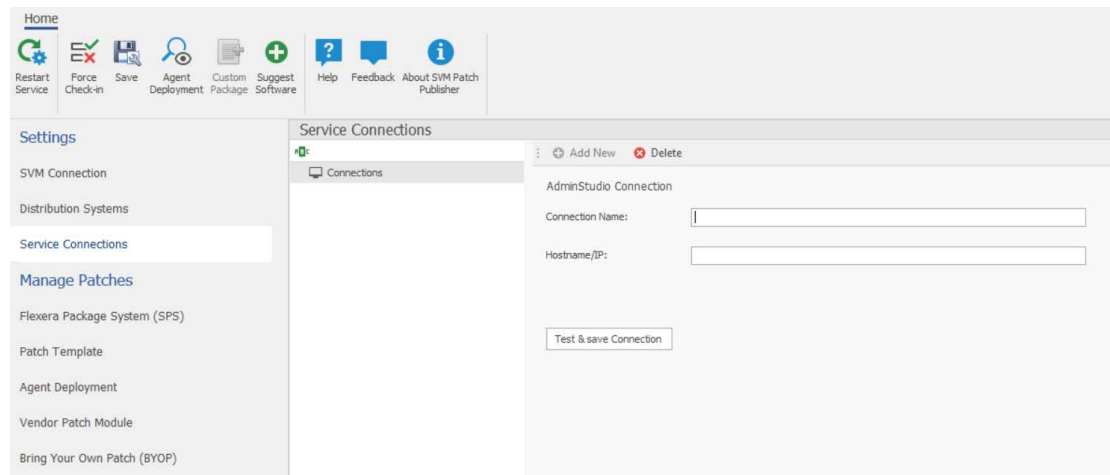 Home
Restart Service
Force Check-in
Save
Agent Deployment
Custom Package
Suggest Software
Help
Feedback
About SVM Patch Publisher
Settings
SVM Connection
Distribution Systems
Service Connections
Manage Patches
Flexera Package System (SPS)
Patch Template
Agent Deployment
Vendor Patch Module
Bring Your Own Patch (BYOP)
Service Connections
Connections
Add New
Delete
AdminStudio Connection
Connection Name:
Hostname/IP:
Test & save Connection